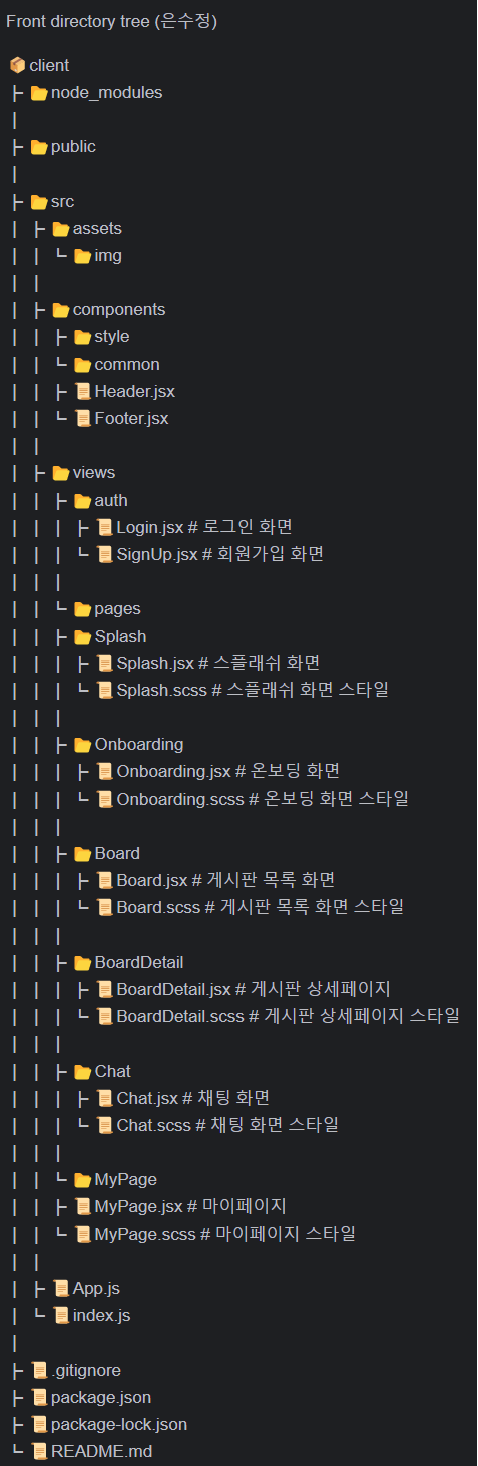 Front directory tree (은수정)
📦client
├ 📂node_modules
│
├ 📂public
│
├ 📂src
│ ├ 📂assets
│ │ └ 📂img
│ │
│ ├ 📂components
│ │ ├ 📂style
│ │ └ 📂common
│ │ ├ 📜Header.jsx
│ │ └ 📜Footer.jsx
│ │
│ ├ 📂views
│ │ ├ 📂auth
│ │ │ ├ 📜Login.jsx # 로그인 화면
│ │ │ └ 📜SignUp.jsx # 회원가입 화면
│ │ │
│ │ └ 📂pages
│ │ ├ 📂Splash
│ │ │ ├ 📜Splash.jsx # 스플래쉬 화면
│ │ │ └ 📜Splash.scss # 스플래쉬 화면 스타일
│ │ │
│ │ ├ 📂Onboarding
│ │ │ ├ 📜Onboarding.jsx # 온보딩 화면
│ │ │ └ 📜Onboarding.scss # 온보딩 화면 스타일
│ │ │
│ │ ├ 📂Board
│ │ │ ├ 📜Board.jsx # 게시판 목록 화면
│ │ │ └ 📜Board.scss # 게시판 목록 화면 스타일
│ │ │
│ │ ├ 📂BoardDetail
│ │ │ ├ 📜BoardDetail.jsx # 게시판 상세페이지
│ │ │ └ 📜BoardDetail.scss # 게시판 상세페이지 스타일
│ │ │
│ │ ├ 📂Chat
│ │ │ ├ 📜Chat.jsx # 채팅 화면
│ │ │ └ 📜Chat.scss # 채팅 화면 스타일
│ │ │
│ │ └ 📂MyPage
│ │ ├ 📜MyPage.jsx # 마이페이지
│ │ └ 📜MyPage.scss # 마이페이지 스타일
│ │
│ ├ 📜App.js
│ └ 📜index.js
│
├ 📜.gitignore
├ 📜package.json
├ 📜package-lock.json
└ 📜README.md